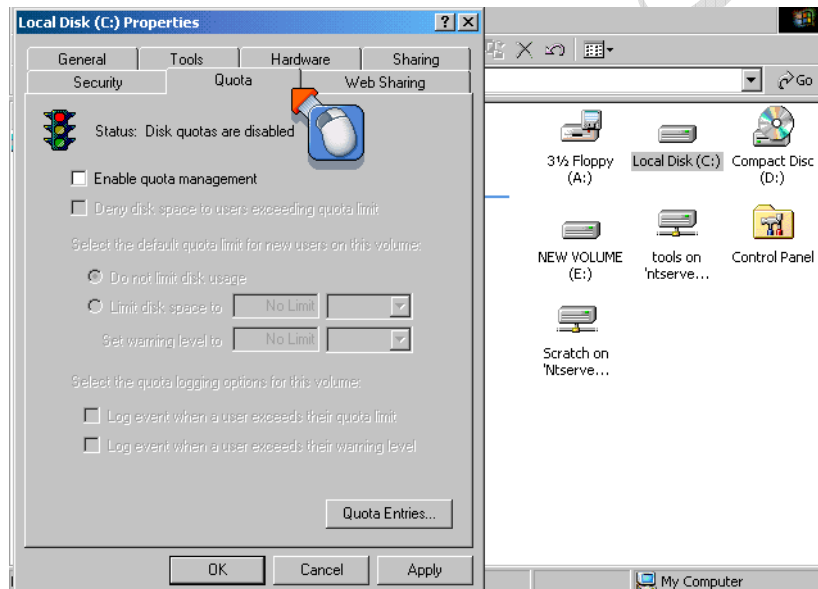 Local Disk (C:) Properties
General Tools Hardware Sharing
Security Quota Web Sharing
Status: Disk quotas are disabled
Enable quota management
Deny disk space to users exceeding quota limit
Select the default quota limit for new users on this volume:
Do not limit disk usage
Limit disk space to No Limit
Set warning level to No Limit
Select the quota logging options for this volume:
Log event when a user exceeds their quota limit
Log event when a user exceeds their warning level
Quota Entries...
OK Cancel Apply
Go
3½ Floppy
(A:)
Local Disk (C:)
Compact Disc
(D:)
NEW VOLUME
(E:)
tools on
'ntserve...
Control Panel
Scratch on
'Ntserve...
My Computer